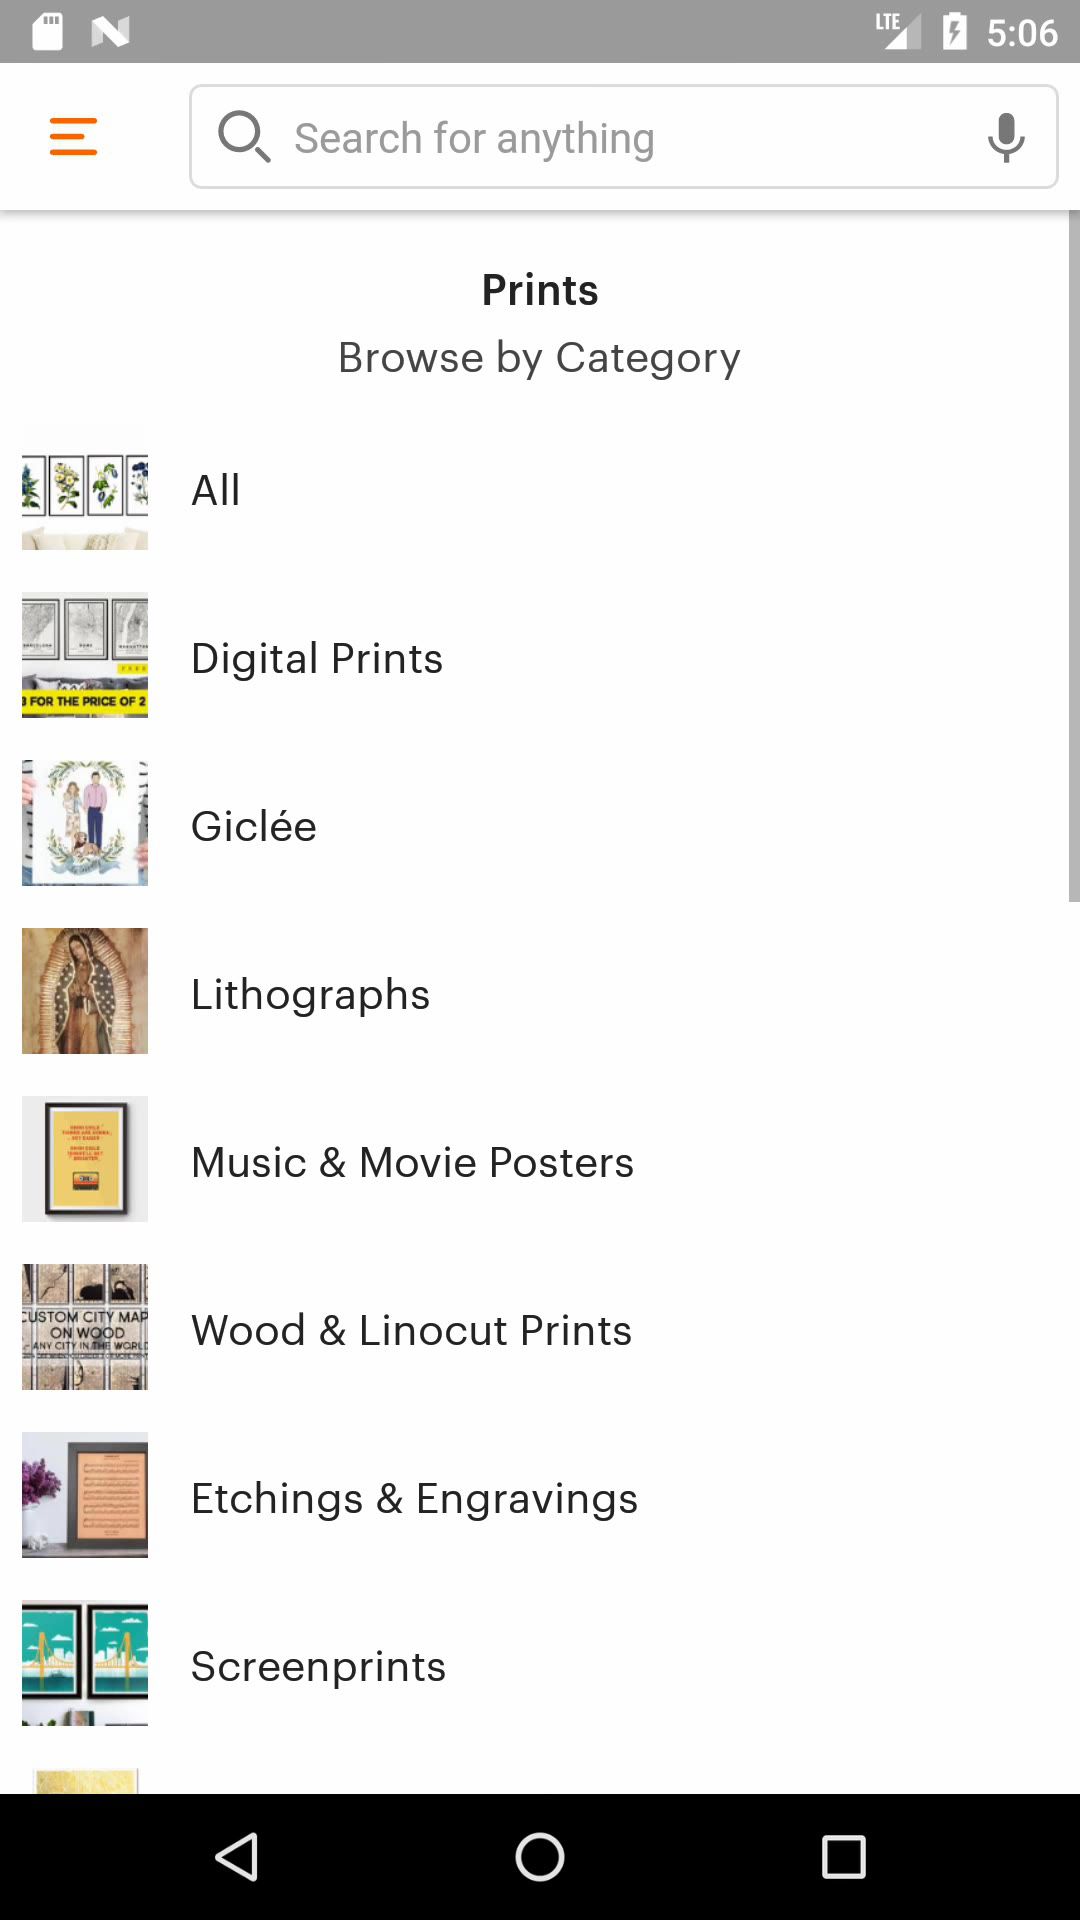 LTE 5:06
Search for anything
Prints
Browse by Category
All
Digital Prints
3 FOR THE PRICE OF 2
Giclée
Lithographs
Music & Movie Posters
CUSTOM CITY MAP
ON WOOD
- ANY CITY IN THE WORLD
Wood & Linocut Prints
Etchings & Engravings
Screenprints